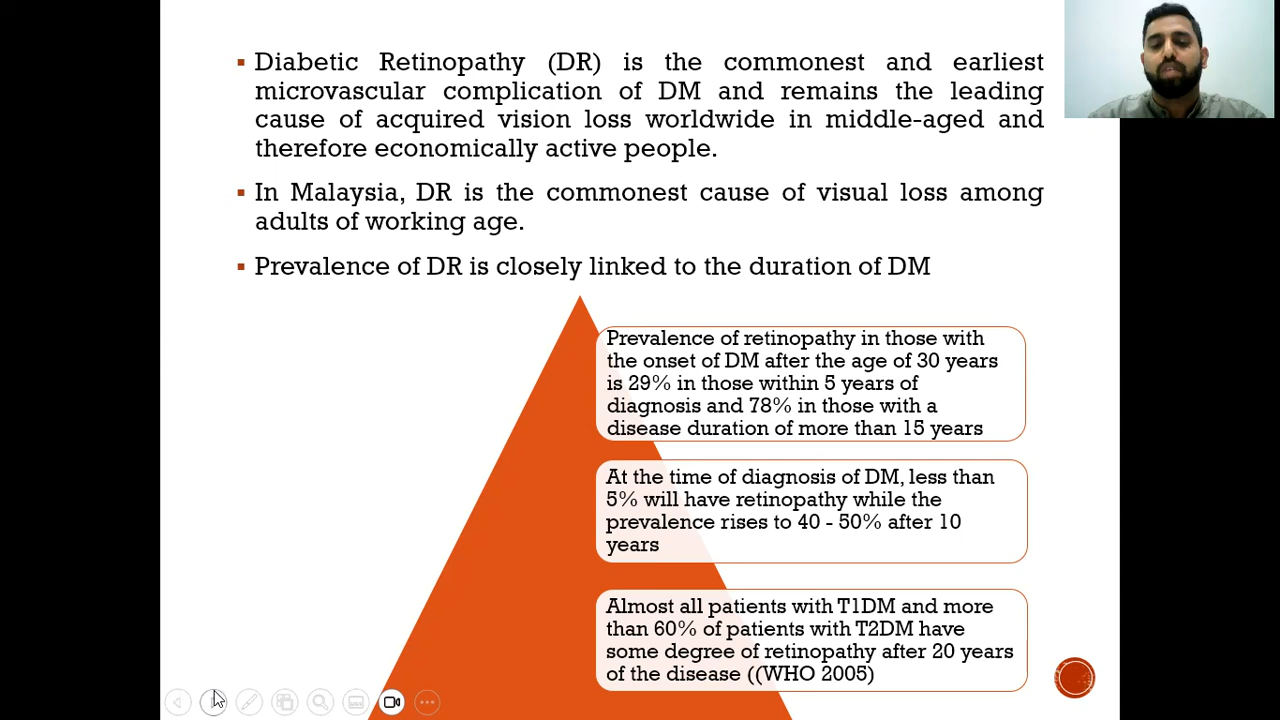 Diabetic Retinopathy (DR) is the commonest and earliest
microvascular complication of DM and remains the leading
cause of acquired vision loss worldwide in middle-aged and
therefore economically active people.
In Malaysia, DR is the commonest cause of visual loss among
adults of working age.
Prevalence of DR is closely linked to the duration of DM
Prevalence of retinopathy in those with
the onset of DM after the age of 30 years
is 29% in those within 5 years of
diagnosis and 78% in those with a
disease duration of more than 15 years
At the time of diagnosis of DM, less than
5% will have retinopathy while the
prevalence rises to 40 - 50% after 10
years
Almost all patients with T1DM and more
than 60% of patients with T2DM have
some degree of retinopathy after 20 years
of the disease ((WHO 2005)